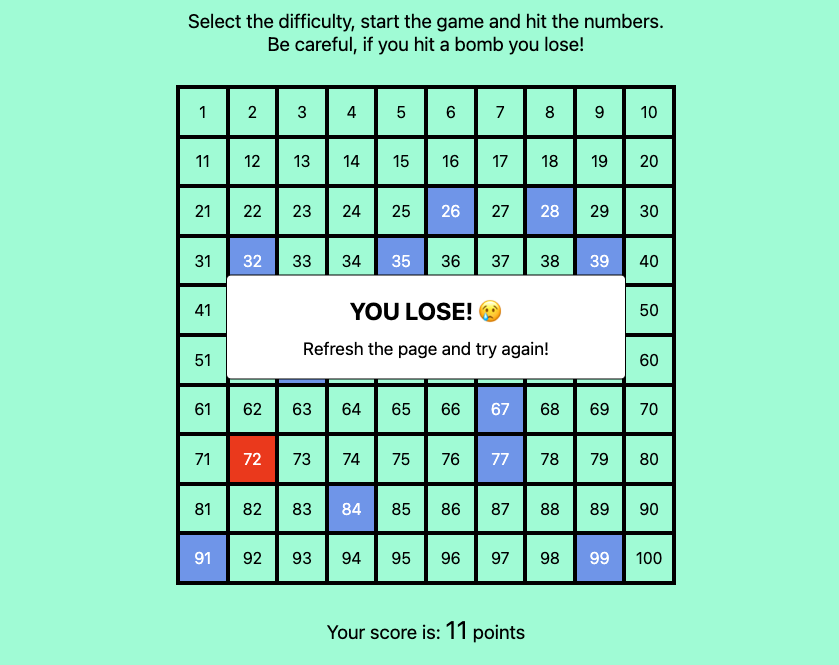 Select the difficulty, start the game and hit the numbers.
Be careful, if you hit a bomb you lose!
1 2 3 4 5 6 7 8 9 10
11 12 13 14 15 16 17 18 19 20
21 22 23 24 25 26 27 28 29 30
31 32 33 34 35 36 37 38 39 40
41 50
YOU LOSE! 😢
Refresh the page and try again!
51 60
61 62 63 64 65 66 67 68 69 70
71 72 73 74 75 76 77 78 79 80
81 82 83 84 85 86 87 88 89 90
91 92 93 94 95 96 97 98 99 100
Your score is: 11 points